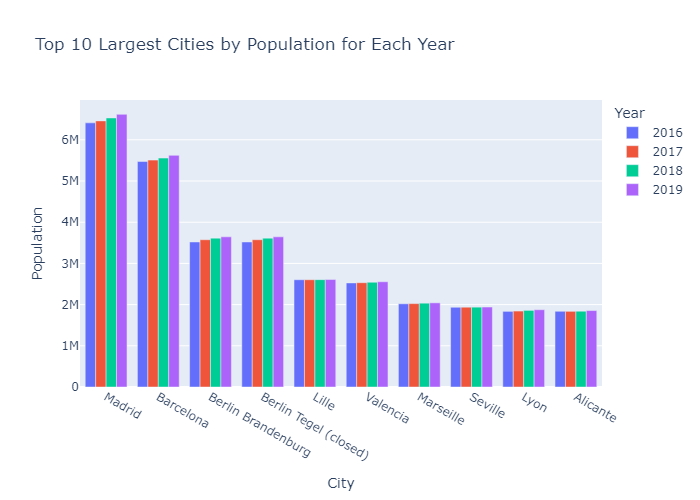 Top 10 Largest Cities by Population for Each Year
Year
2016
2017
2018
2019
Population
6M
5M
4M
3M
2M
1M
0
Madrid
Barcelona
Berlin Brandenburg
Berlin Tegel (closed)
Lille
Valencia
Marseille
Seville
Lyon
Alicante
City